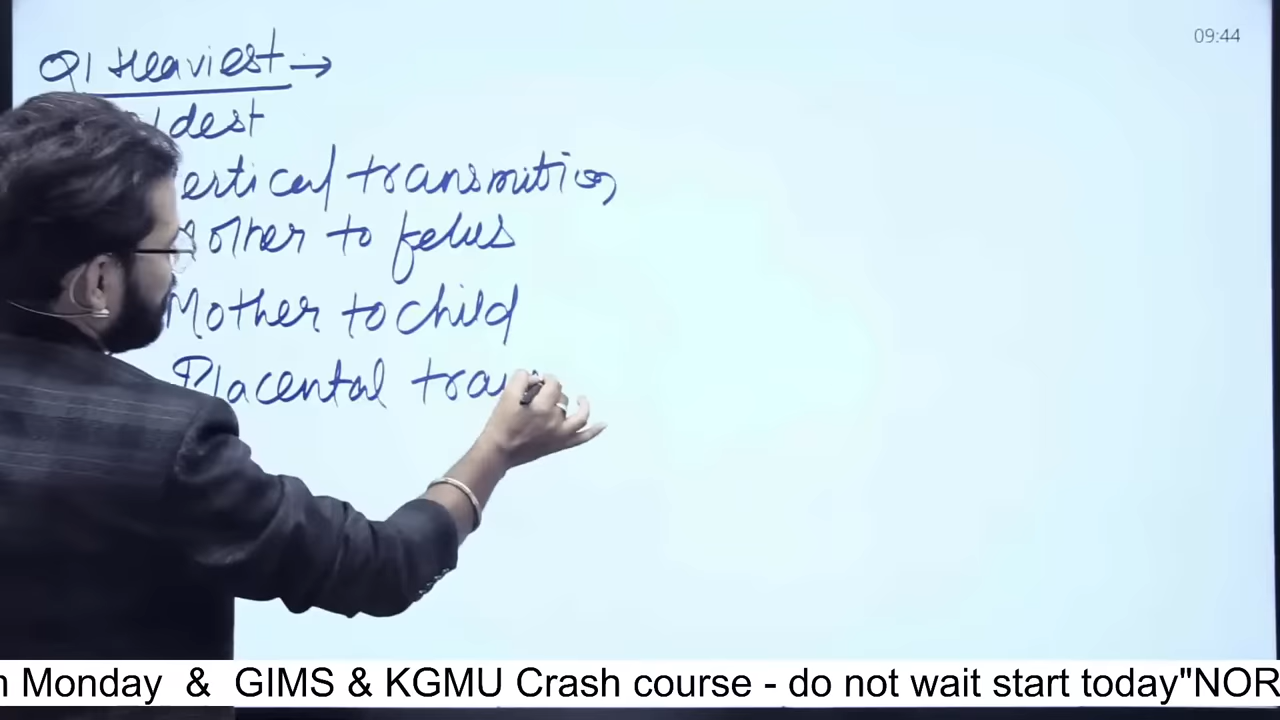 09:44
Q1 Heaviest →
ldest
ertical transmition
Mother to fetus
Mother to child
Placental tra
n Monday & GIMS & KGMU Crash course - do not wait start today"NOR